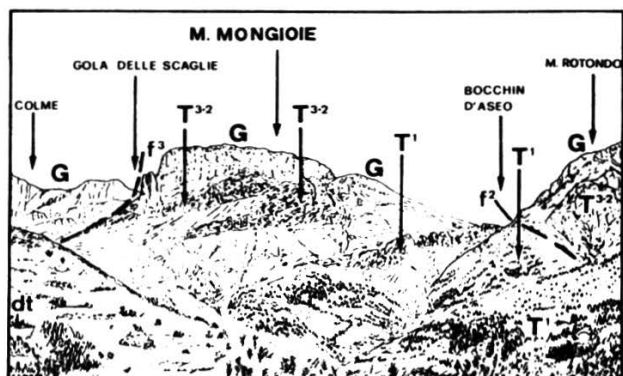 M. MONGIOIE
GOLA DELLE SCAGLIE
M. ROTONDO
COLME
BOCCHIN
D'ASEO
T³⁻² T³⁻²
f³ G T¹ T¹ G
G G
f² T³⁻²
dt
T